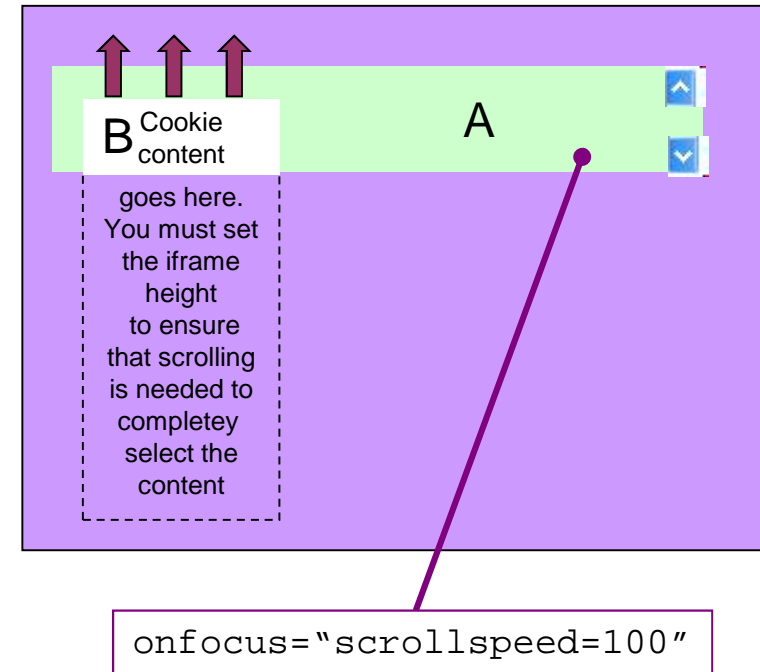 B Cookie
content
A
goes here.
You must set
the iframe
height
to ensure
that scrolling
is needed to
completey
select the
content
onfocus=“scrollspeed=100”